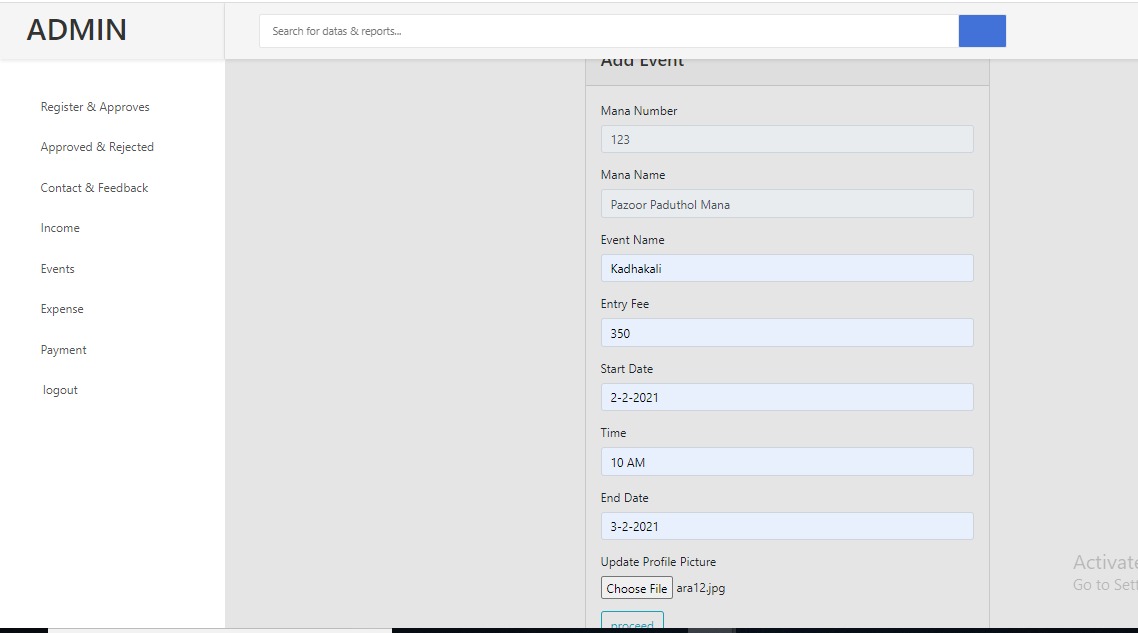 ADMIN
Search for datas & reports...
Add Event
Register & Approves
Approved & Rejected
Contact & Feedback
Income
Events
Expense
Payment
logout
Mana Number
123
Mana Name
Pazoor Paduthol Mana
Event Name
Kadhakali
Entry Fee
350
Start Date
2-2-2021
Time
10 AM
End Date
3-2-2021
Update Profile Picture
Choose File ara12.jpg
proceed
Activate
Go to Sett